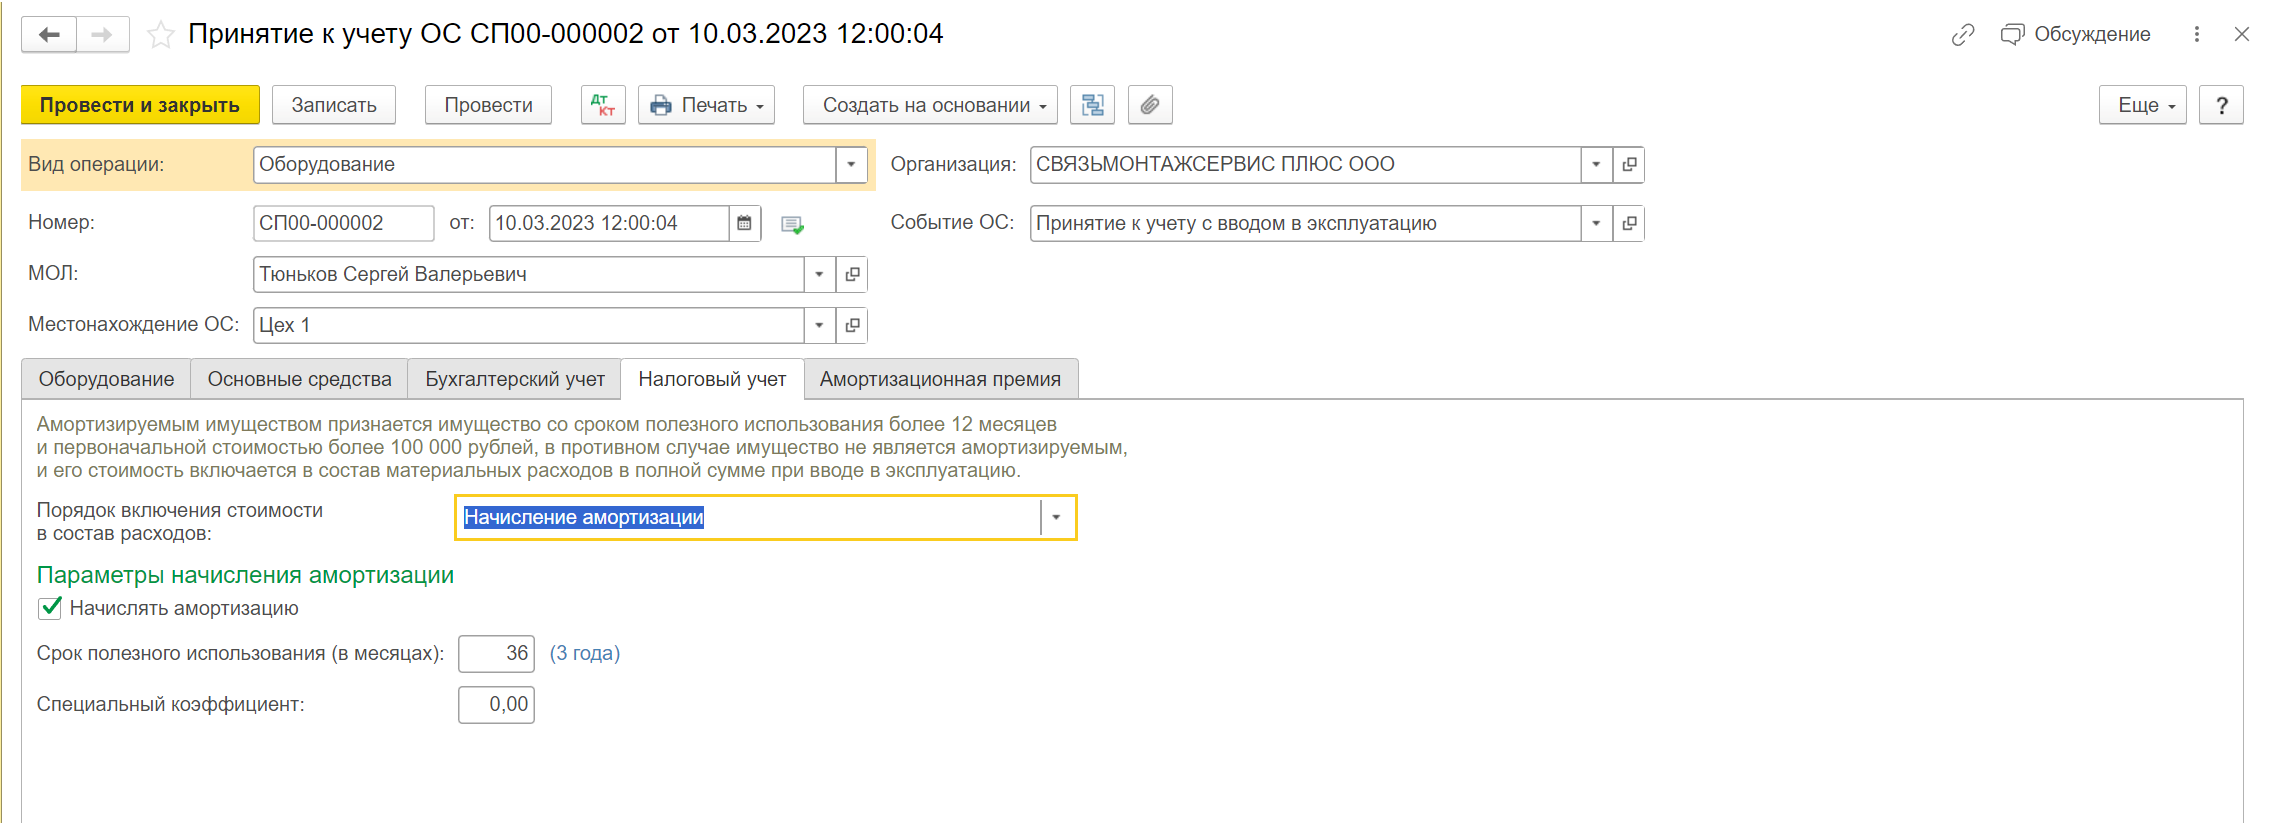 Принятие к учету ОС СП00-000002 от 10.03.2023 12:00:04
Обсуждение
Провести и закрыть
Записать
Провести
Дт Кт
Печать
Создать на основании
Еще
?
Вид операции: Оборудование
Организация: СВЯЗЬМОНТАЖСЕРВИС ПЛЮС ООО
Номер: СП00-000002 от: 10.03.2023 12:00:04
Событие ОС: Принятие к учету с вводом в эксплуатацию
МОЛ: Тюньков Сергей Валерьевич
Местонахождение ОС: Цех 1
Оборудование
Основные средства
Бухгалтерский учет
Налоговый учет
Амортизационная премия
Амортизируемым имуществом признается имущество со сроком полезного использования более 12 месяцев
и первоначальной стоимостью более 100 000 рублей, в противном случае имущество не является амортизируемым,
и его стоимость включается в состав материальных расходов в полной сумме при вводе в эксплуатацию.
Порядок включения стоимости
в состав расходов:
Начисление амортизации
Параметры начисления амортизации
Начислять амортизацию
Срок полезного использования (в месяцах): 36 (3 года)
Специальный коэффициент: 0,00